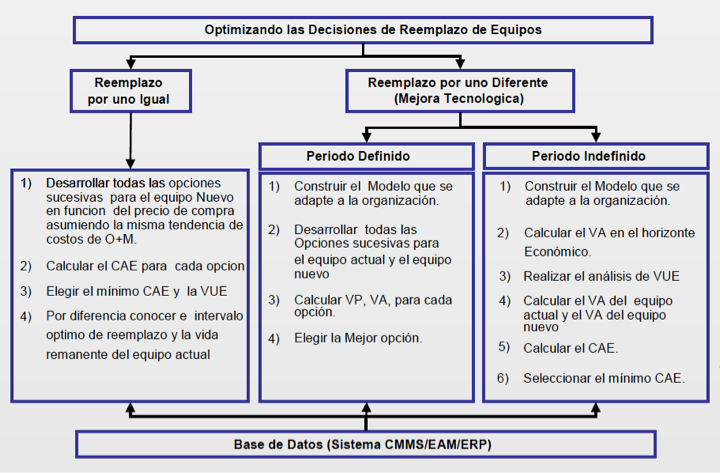 Optimizando las Decisiones de Reemplazo de Equipos
Reemplazo
por uno Igual
Reemplazo por uno Diferente
(Mejora Tecnologica)
1) Desarrollar todas las opciones
sucesivas para el equipo Nuevo
en funcion del precio de compra
asumiendo la misma tendencia de
costos de O+M.
2) Calcular el CAE para cada opcion
3) Elegir el mínimo CAE y la VUE
4) Por diferencia conocer e intervalo
optimo de reemplazo y la vida
remanente del equipo actual
Periodo Definido
1) Construir el Modelo que se
adapte a la organización.
2) Desarrollar todas las
Opciones sucesivas para
el equipo actual y el equipo
nuevo
3) Calcular VP, VA, para cada
opción.
4) Elegir la Mejor opción.
Periodo Indefinido
1) Construir el Modelo que se
adapte a la organización.
2) Calcular el VA en el horizonte
Económico.
3) Realizar el análisis de VUE
4) Calcular el VA del equipo
actual y el VA del equipo
nuevo
5) Calcular el CAE.
6) Seleccionar el mínimo CAE.
Base de Datos (Sistema CMMS/EAM/ERP)